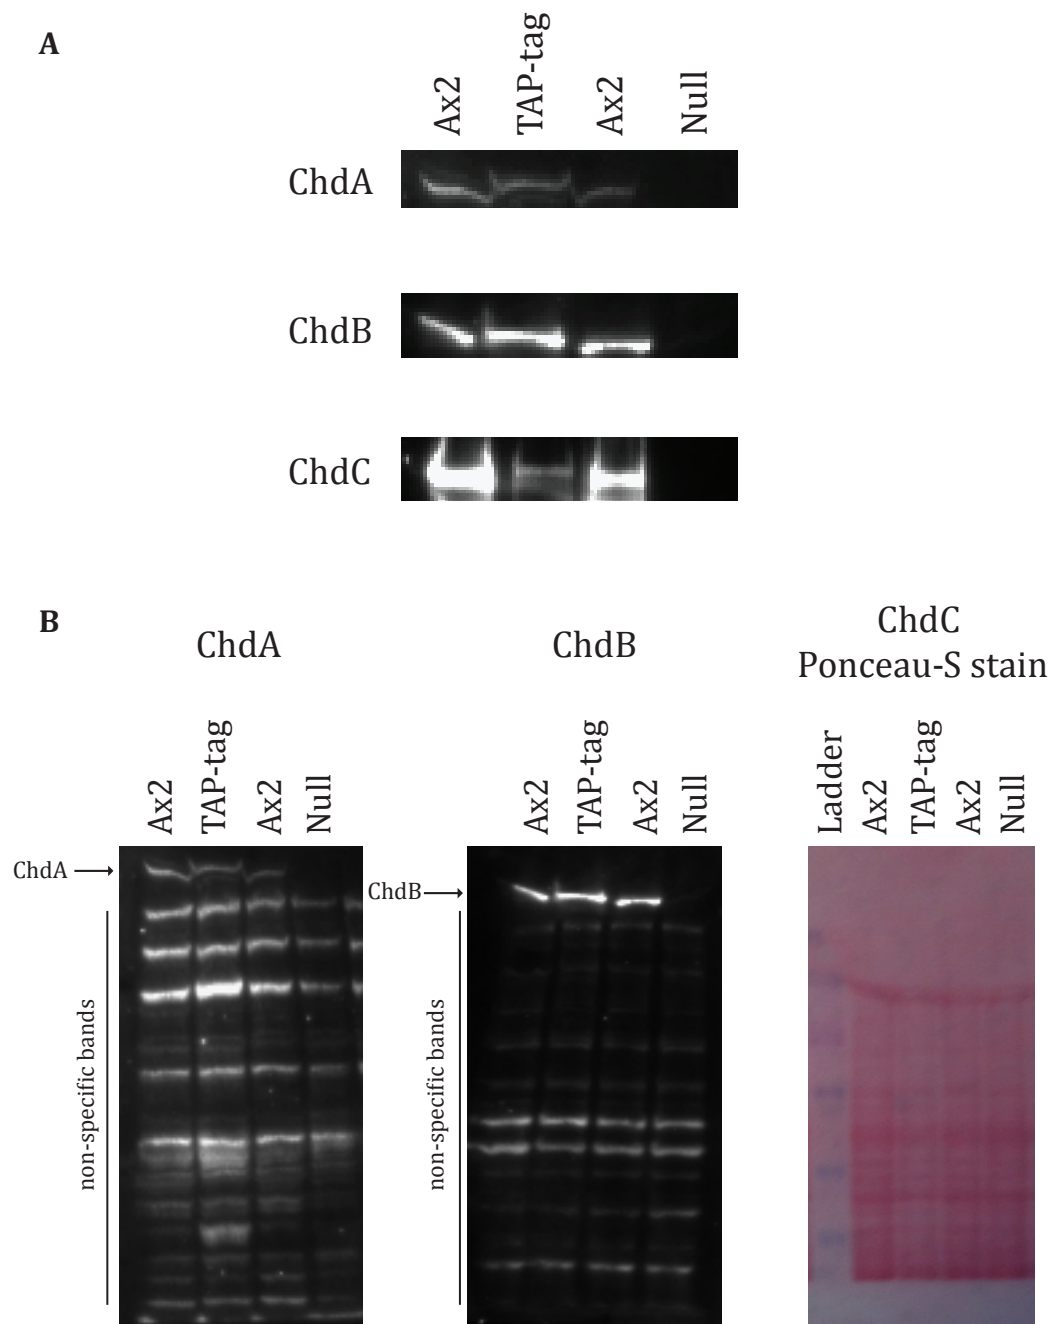 A
Ax2
TAP-tag
Ax2
Null
ChdA
ChdB
ChdC
B
ChdA
ChdB
ChdC
Ponceau-S stain
Ax2
TAP-tag
Ax2
Null
Ax2
TAP-tag
Ax2
Null
Ladder
Ax2
TAP-tag
Ax2
Null
ChdA
ChdB
non-specific bands
non-specific bands